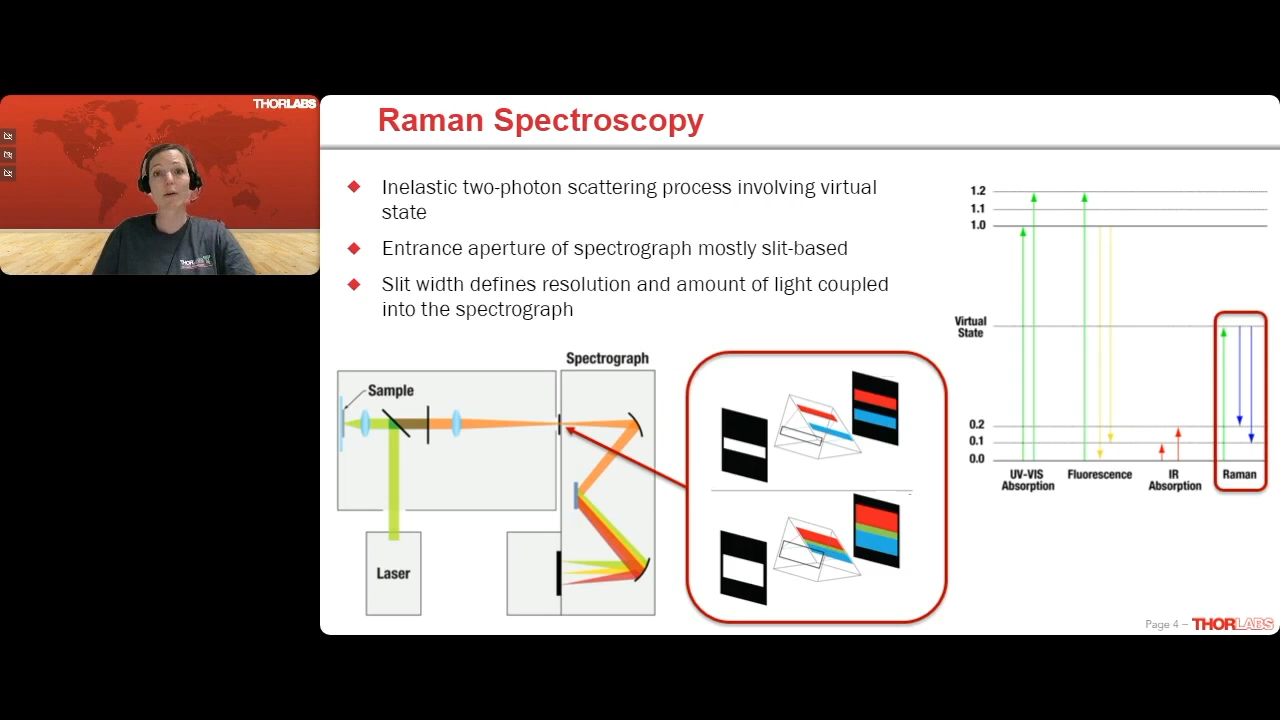 THORLABS
Raman Spectroscopy
Inelastic two-photon scattering process involving virtual
state
Entrance aperture of spectrograph mostly slit-based
Slit width defines resolution and amount of light coupled
into the spectrograph
Spectrograph
Sample
Laser
1.2
1.1
1.0
Virtual
State
0.2
0.1
0.0
UV-VIS
Absorption
Fluorescence
IR
Absorption
Raman
Page 4 – THORLABS